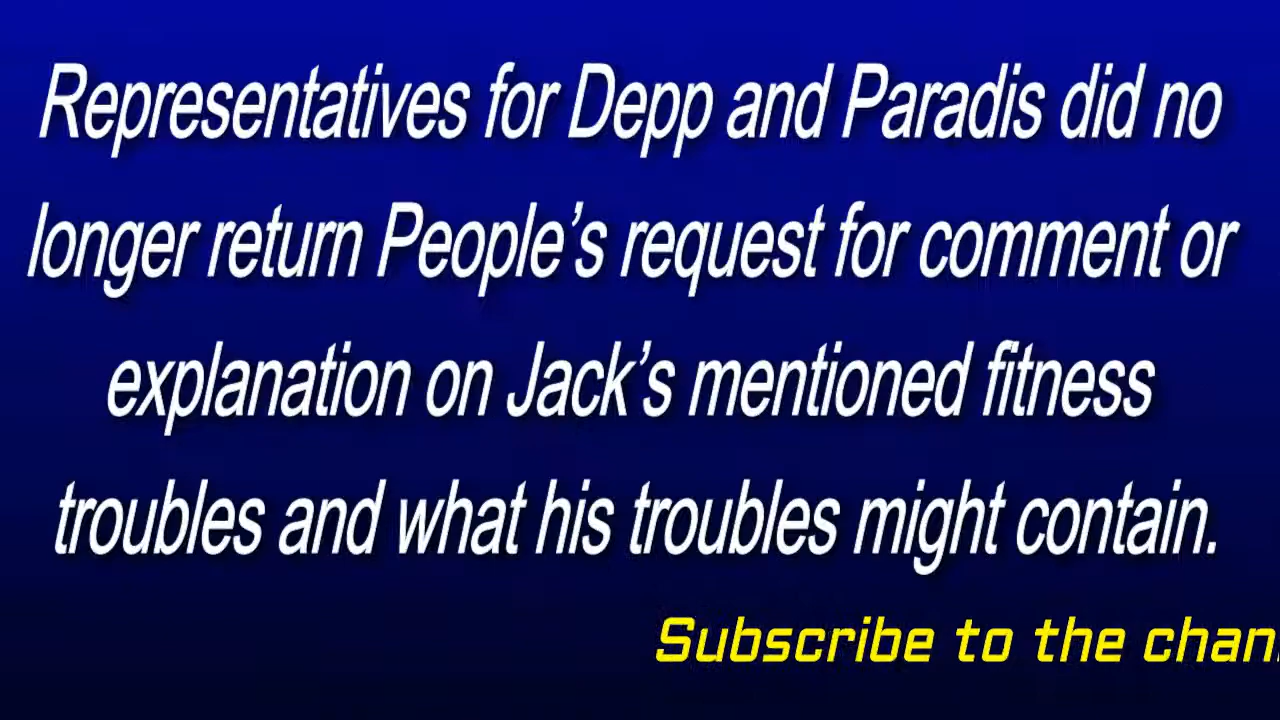 Representatives for Depp and Paradis did no
longer return People’s request for comment or
explanation on Jack’s mentioned fitness
troubles and what his troubles might contain.
Subscribe to the chan